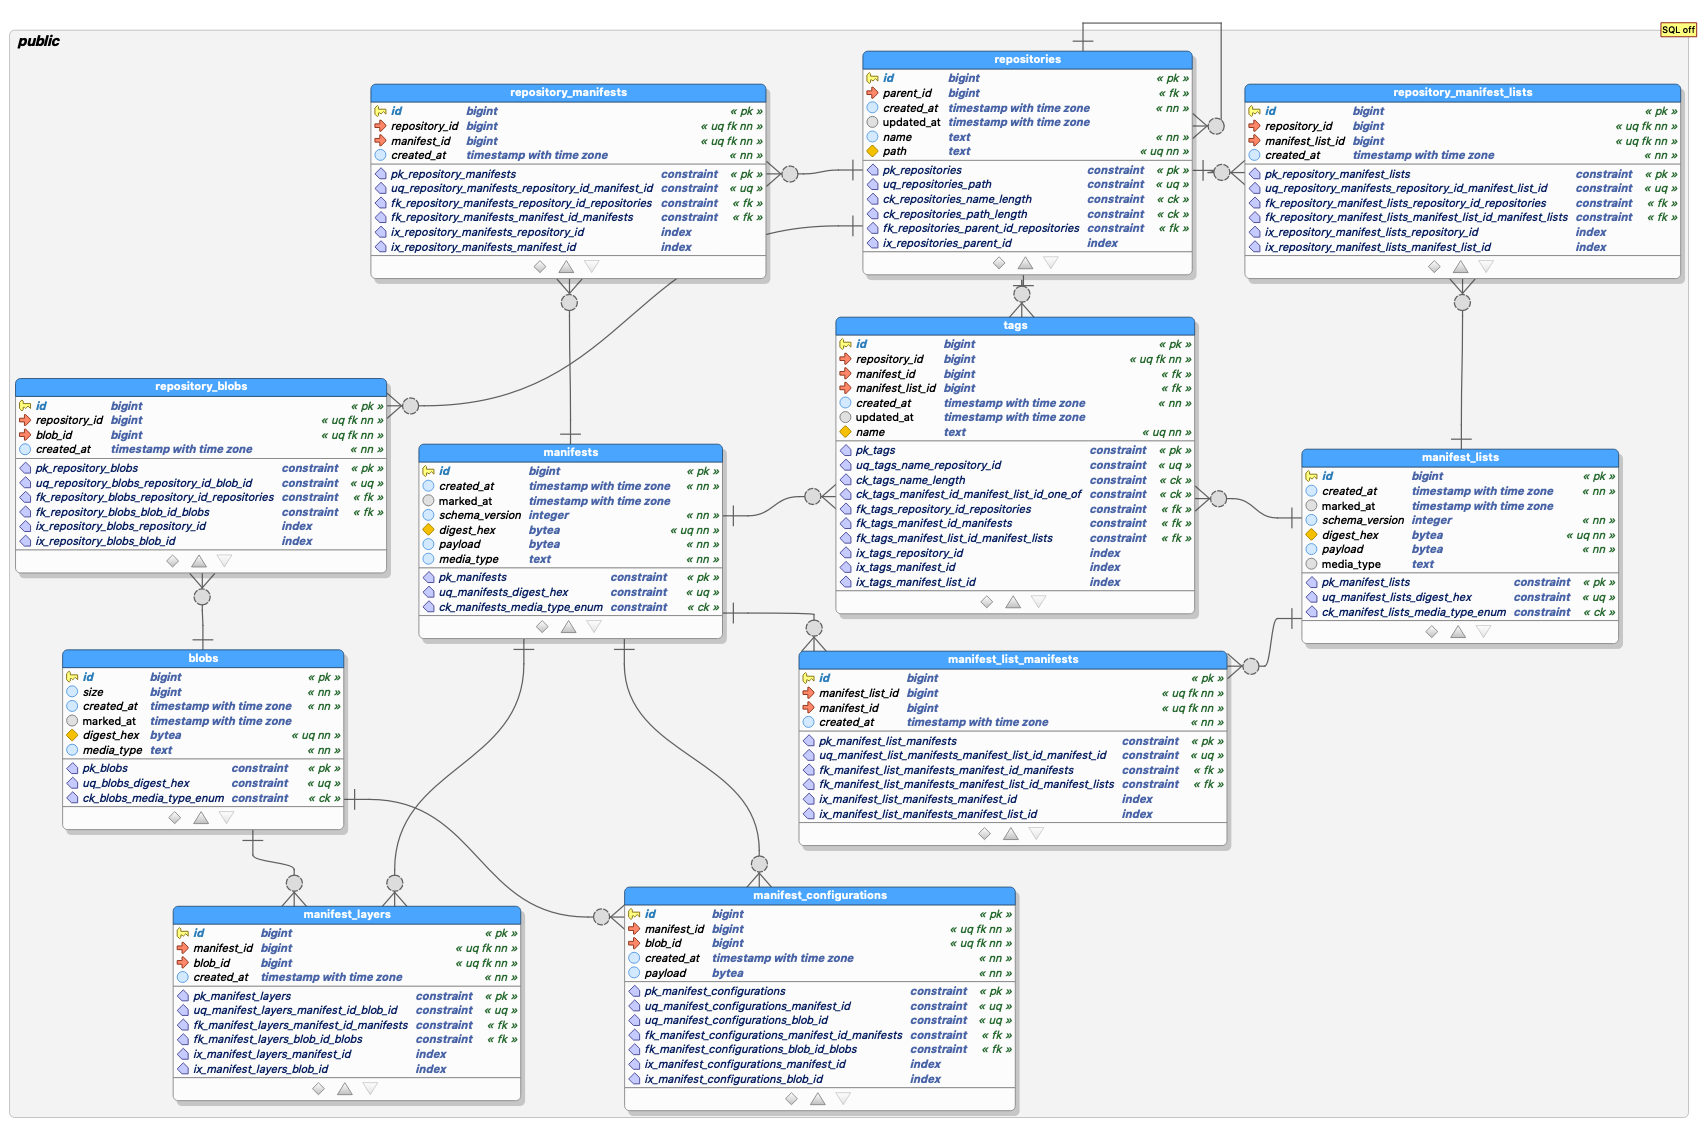 SQL off
public
repositories
id bigint « pk »
parent_id bigint « fk »
created_at timestamp with time zone « nn »
updated_at timestamp with time zone
name text « nn »
path text « uq nn »
pk_repositories constraint « pk »
uq_repositories_path constraint « uq »
ck_repositories_name_length constraint « ck »
ck_repositories_path_length constraint « ck »
fk_repositories_parent_id_repositories constraint « fk »
ix_repositories_parent_id index
repository_manifests
id bigint « pk »
repository_id bigint « uq fk nn »
manifest_id bigint « uq fk nn »
created_at timestamp with time zone « nn »
pk_repository_manifests constraint « pk »
uq_repository_manifests_repository_id_manifest_id constraint « uq »
fk_repository_manifests_repository_id_repositories constraint « fk »
fk_repository_manifests_manifest_id_manifests constraint « fk »
ix_repository_manifests_repository_id index
ix_repository_manifests_manifest_id index
repository_manifest_lists
id bigint « pk »
repository_id bigint « uq fk nn »
manifest_list_id bigint « uq fk nn »
created_at timestamp with time zone « nn »
pk_repository_manifest_lists constraint « pk »
uq_repository_manifests_repository_id_manifest_list_id constraint « uq »
fk_repository_manifest_lists_repository_id_repositories constraint « fk »
fk_repository_manifest_lists_manifest_list_id_manifest_lists constraint « fk »
ix_repository_manifest_lists_repository_id index
ix_repository_manifest_lists_manifest_list_id index
tags
id bigint « pk »
repository_id bigint « uq fk nn »
manifest_id bigint « fk »
manifest_list_id bigint « fk »
created_at timestamp with time zone « nn »
updated_at timestamp with time zone
name text « uq nn »
pk_tags constraint « pk »
uq_tags_name_repository_id constraint « uq »
ck_tags_name_length constraint « ck »
ck_tags_manifest_id_manifest_list_id_one_of constraint « ck »
fk_tags_repository_id_repositories constraint « fk »
fk_tags_manifest_id_manifests constraint « fk »
fk_tags_manifest_list_id_manifest_lists constraint « fk »
ix_tags_repository_id index
ix_tags_manifest_id index
ix_tags_manifest_list_id index
repository_blobs
id bigint « pk »
repository_id bigint « uq fk nn »
blob_id bigint « uq fk nn »
created_at timestamp with time zone « nn »
pk_repository_blobs constraint « pk »
uq_repository_blobs_repository_id_blob_id constraint « uq »
fk_repository_blobs_repository_id_repositories constraint « fk »
fk_repository_blobs_blob_id_blobs constraint « fk »
ix_repository_blobs_repository_id index
ix_repository_blobs_blob_id index
manifests
id bigint « pk »
created_at timestamp with time zone « nn »
marked_at timestamp with time zone
schema_version integer « nn »
digest_hex bytea « uq nn »
payload bytea « nn »
media_type text « nn »
pk_manifests constraint « pk »
uq_manifests_digest_hex constraint « uq »
ck_manifests_media_type_enum constraint « ck »
manifest_lists
id bigint « pk »
created_at timestamp with time zone « nn »
marked_at timestamp with time zone
schema_version integer « nn »
digest_hex bytea « uq nn »
payload bytea « nn »
media_type text
pk_manifest_lists constraint « pk »
uq_manifest_lists_digest_hex constraint « uq »
ck_manifest_lists_media_type_enum constraint « ck »
blobs
id bigint « pk »
size bigint « nn »
created_at timestamp with time zone « nn »
marked_at timestamp with time zone
digest_hex bytea « uq nn »
media_type text « nn »
pk_blobs constraint « pk »
uq_blobs_digest_hex constraint « uq »
ck_blobs_media_type_enum constraint « ck »
manifest_list_manifests
id bigint « pk »
manifest_list_id bigint « uq fk nn »
manifest_id bigint « uq fk nn »
created_at timestamp with time zone « nn »
pk_manifest_list_manifests constraint « pk »
uq_manifest_list_manifests_manifest_list_id_manifest_id constraint « uq »
fk_manifest_list_manifests_manifest_id_manifests constraint « fk »
fk_manifest_list_manifests_manifest_list_id_manifest_lists constraint « fk »
ix_manifest_list_manifests_manifest_id index
ix_manifest_list_manifests_manifest_list_id index
manifest_layers
id bigint « pk »
manifest_id bigint « uq fk nn »
blob_id bigint « uq fk nn »
created_at timestamp with time zone « nn »
pk_manifest_layers constraint « pk »
uq_manifest_layers_manifest_id_blob_id constraint « uq »
fk_manifest_layers_manifest_id_manifests constraint « fk »
fk_manifest_layers_blob_id_blobs constraint « fk »
ix_manifest_layers_manifest_id index
ix_manifest_layers_blob_id index
manifest_configurations
id bigint « pk »
manifest_id bigint « uq fk nn »
blob_id bigint « uq fk nn »
created_at timestamp with time zone « nn »
payload bytea « nn »
pk_manifest_configurations constraint « pk »
uq_manifest_configurations_manifest_id constraint « uq »
uq_manifest_configurations_blob_id constraint « uq »
fk_manifest_configurations_manifest_id_manifests constraint « fk »
fk_manifest_configurations_blob_id_blobs constraint « fk »
ix_manifest_configurations_manifest_id index
ix_manifest_configurations_blob_id index